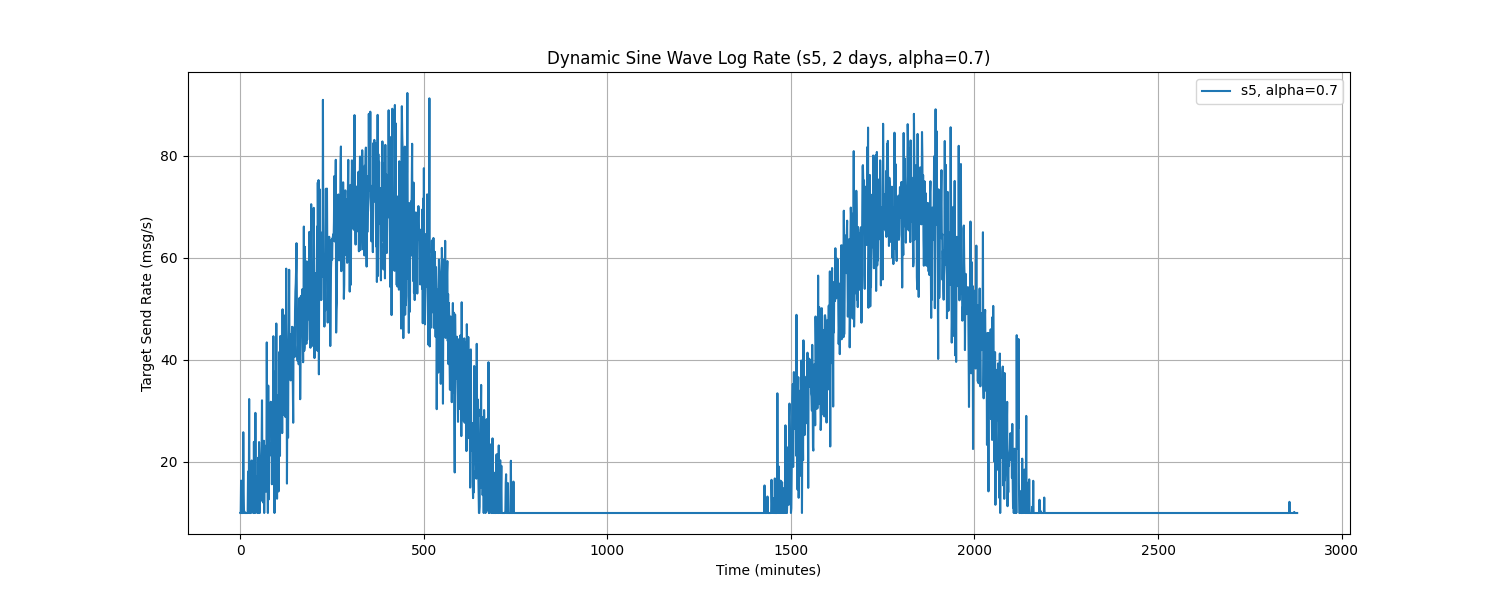 Dynamic Sine Wave Log Rate (s5, 2 days, alpha=0.7)
s5, alpha=0.7
Target Send Rate (msg/s)
80
60
40
20
0 500 1000 1500 2000 2500 3000
Time (minutes)